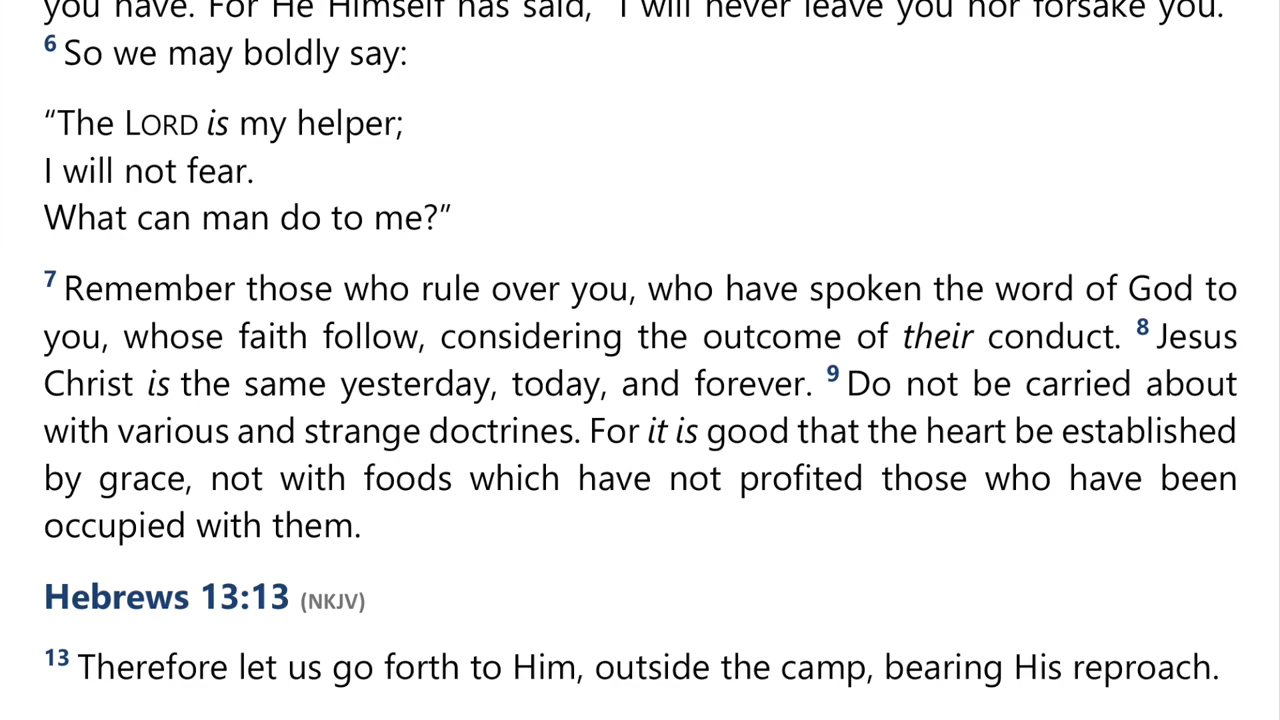 you have. For He Himself has said, "I will never leave you nor forsake you.
6 So we may boldly say:
“The LORD is my helper;
I will not fear.
What can man do to me?”
7 Remember those who rule over you, who have spoken the word of God to
you, whose faith follow, considering the outcome of their conduct. 8 Jesus
Christ is the same yesterday, today, and forever. 9 Do not be carried about
with various and strange doctrines. For it is good that the heart be established
by grace, not with foods which have not profited those who have been
occupied with them.
Hebrews 13:13 (NKJV)
13 Therefore let us go forth to Him, outside the camp, bearing His reproach.